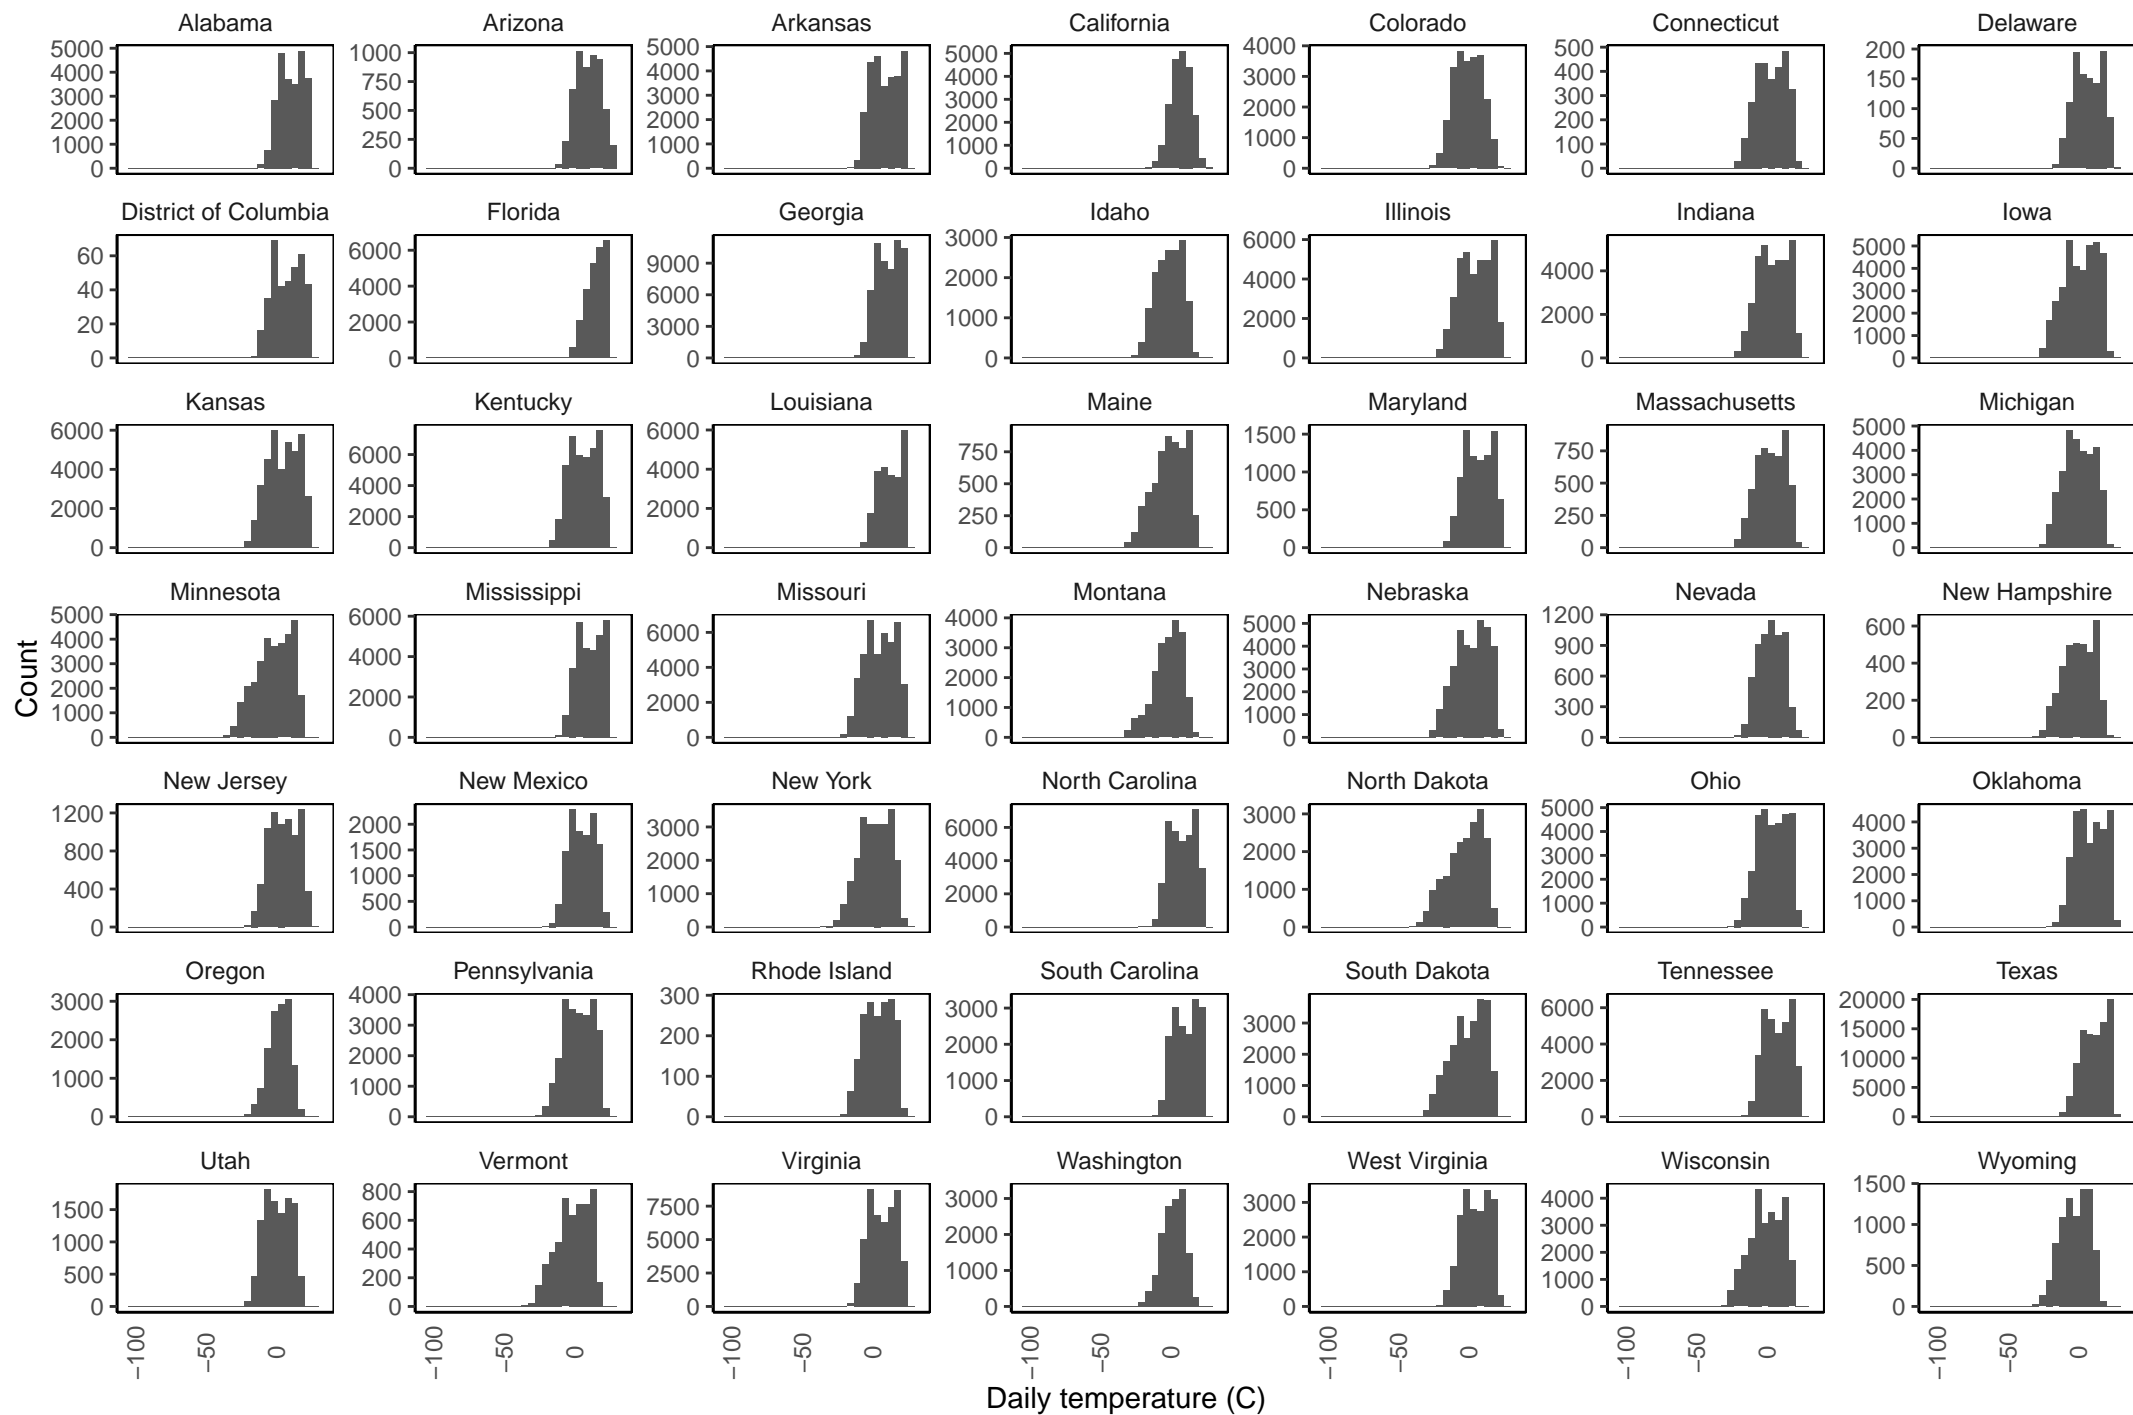 Alabama Arizona Arkansas California Colorado Connecticut Delaware
5000 4000 3000 2000 1000 0
1000 750 500 250 0
5000 4000 3000 2000 1000 0
5000 4000 3000 2000 1000 0
4000 3000 2000 1000 0
500 400 300 200 100 0
200 150 100 50 0
District of Columbia Florida Georgia Idaho Illinois Indiana Iowa
60 40 20 0
6000 4000 2000 0
9000 6000 3000 0
3000 2000 1000 0
6000 4000 2000 0
4000 2000 0
5000 4000 3000 2000 1000 0
Kansas Kentucky Louisiana Maine Maryland Massachusetts Michigan
6000 4000 2000 0
6000 4000 2000 0
6000 4000 2000 0
750 500 250 0
1500 1000 500 0
750 500 250 0
5000 4000 3000 2000 1000 0
Minnesota Mississippi Missouri Montana Nebraska Nevada New Hampshire
5000 4000 3000 2000 1000 0
6000 4000 2000 0
6000 4000 2000 0
4000 3000 2000 1000 0
5000 4000 3000 2000 1000 0
1200 900 600 300 0
600 400 200 0
New Jersey New Mexico New York North Carolina North Dakota Ohio Oklahoma
1200 800 400 0
2000 1500 1000 500 0
3000 2000 1000 0
6000 4000 2000 0
3000 2000 1000 0
5000 4000 3000 2000 1000 0
4000 3000 2000 1000 0
Oregon Pennsylvania Rhode Island South Carolina South Dakota Tennessee Texas
3000 2000 1000 0
4000 3000 2000 1000 0
300 200 100 0
3000 2000 1000 0
3000 2000 1000 0
6000 4000 2000 0
20000 15000 10000 5000 0
Utah Vermont Virginia Washington West Virginia Wisconsin Wyoming
1500 1000 500 0
800 600 400 200 0
7500 5000 2500 0
3000 2000 1000 0
3000 2000 1000 0
4000 3000 2000 1000 0
1500 1000 500 0
−100 −50 0 −100 −50 0 −100 −50 0 −100 −50 0 −100 −50 0 −100 −50 0 −100 −50 0
Daily temperature (C)
Count